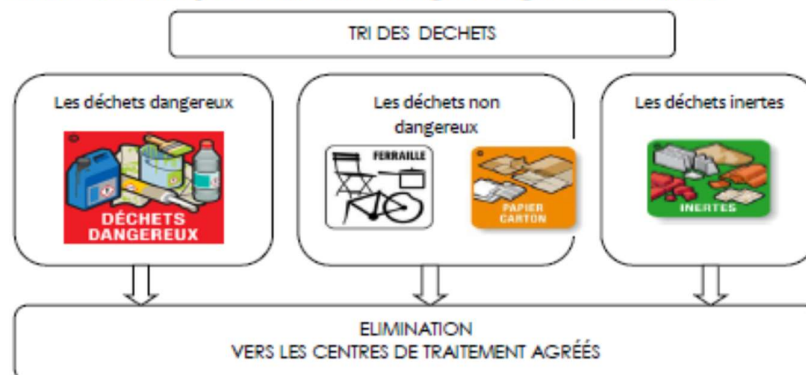 TRI DES DECHETS
Les déchets dangereux
DÉCHETS
DANGEREUX
Les déchets non
dangereux
FERRAILLE
PAPIER
CARTON
Les déchets inertes
INERTES
ELIMINATION
VERS LES CENTRES DE TRAITEMENT AGRÉÉS